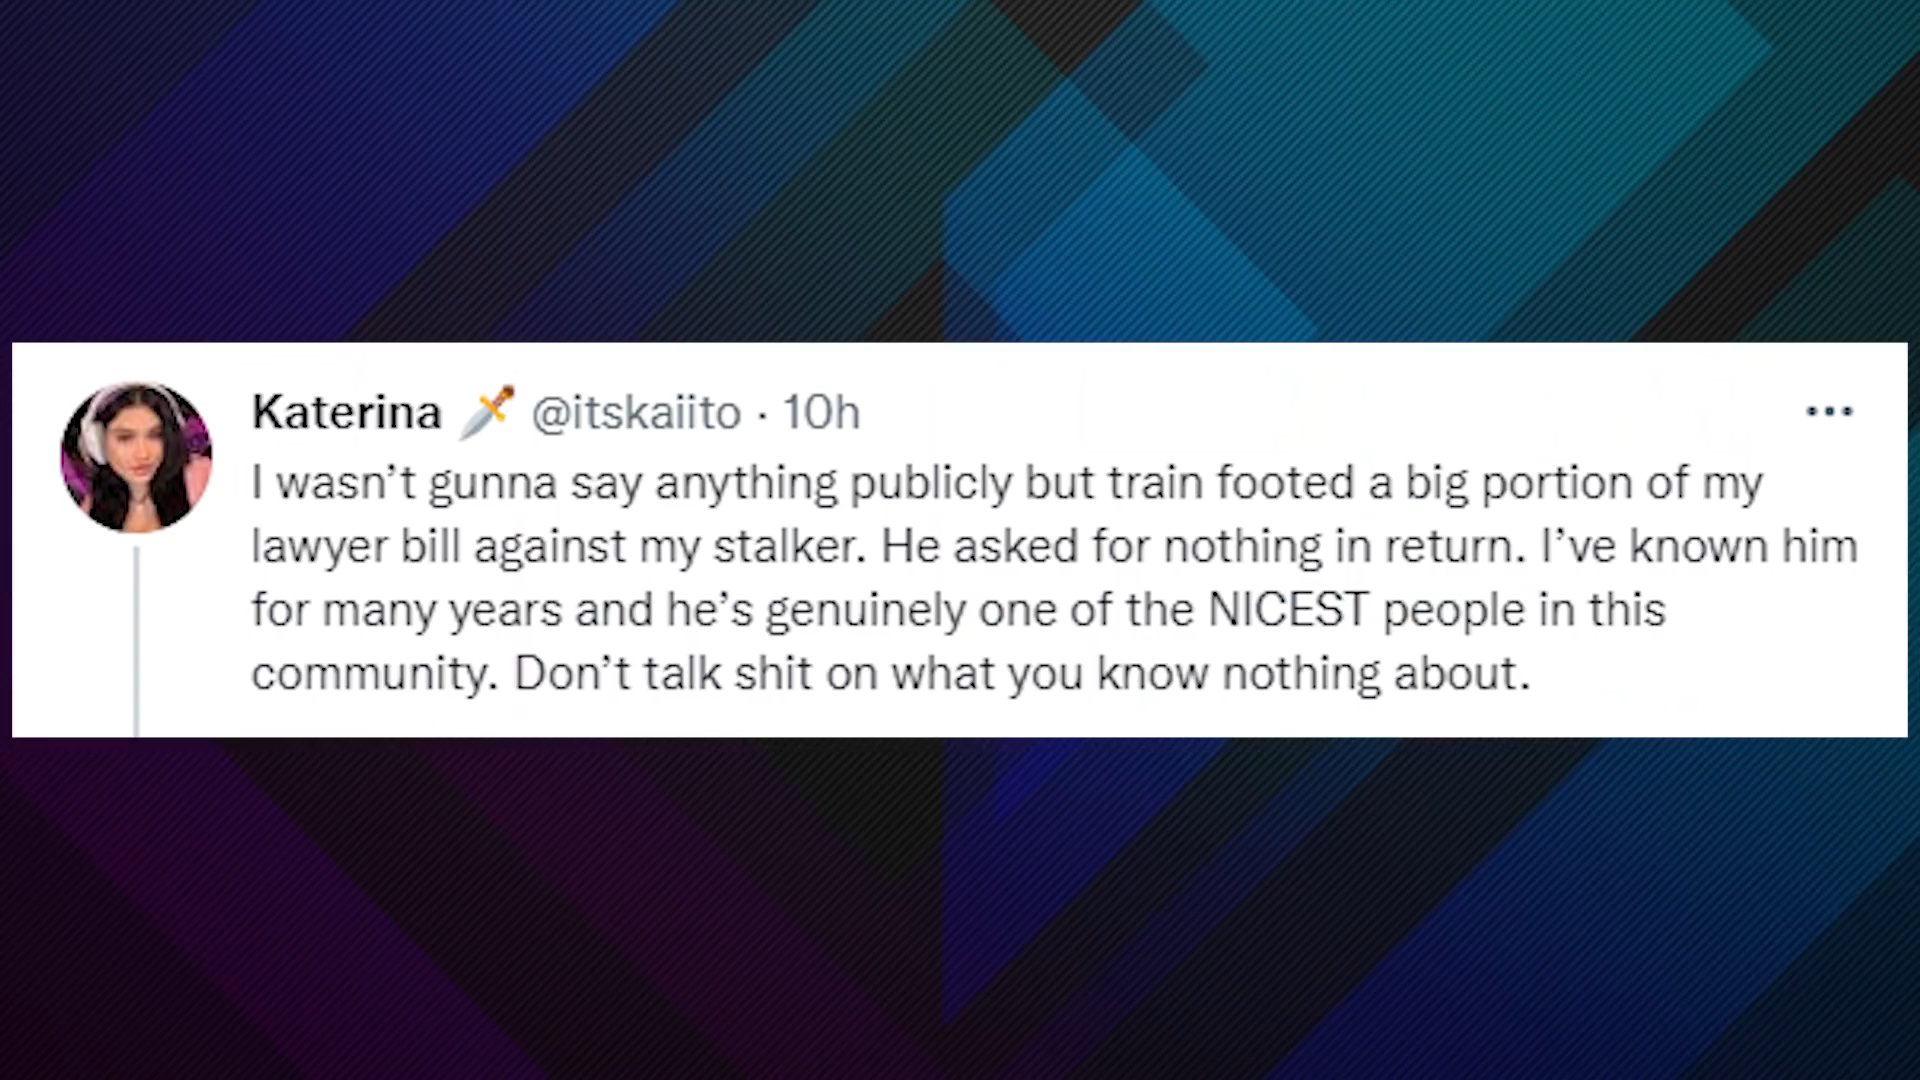 Katerina 🗡️ @itskaiito · 10h
I wasn’t gunna say anything publicly but train footed a big portion of my
lawyer bill against my stalker. He asked for nothing in return. I’ve known him
for many years and he’s genuinely one of the NICEST people in this
community. Don’t talk shit on what you know nothing about.